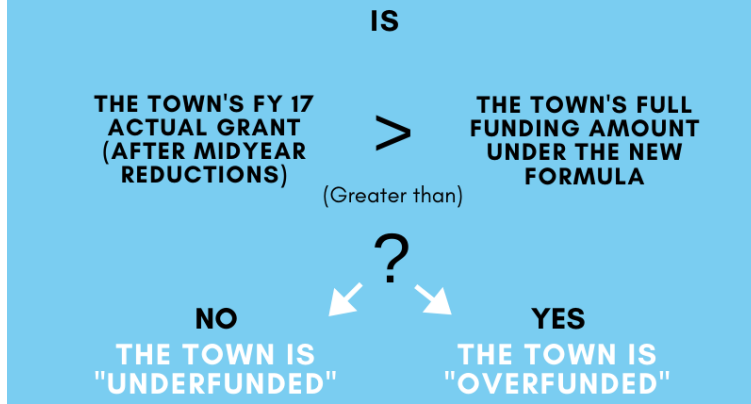 IS
THE TOWN'S FY 17
ACTUAL GRANT
(AFTER MIDYEAR
REDUCTIONS)
>
(Greater than)
THE TOWN'S FULL
FUNDING AMOUNT
UNDER THE NEW
FORMULA
?
NO
THE TOWN IS
"UNDERFUNDED"
YES
THE TOWN IS
"OVERFUNDED"